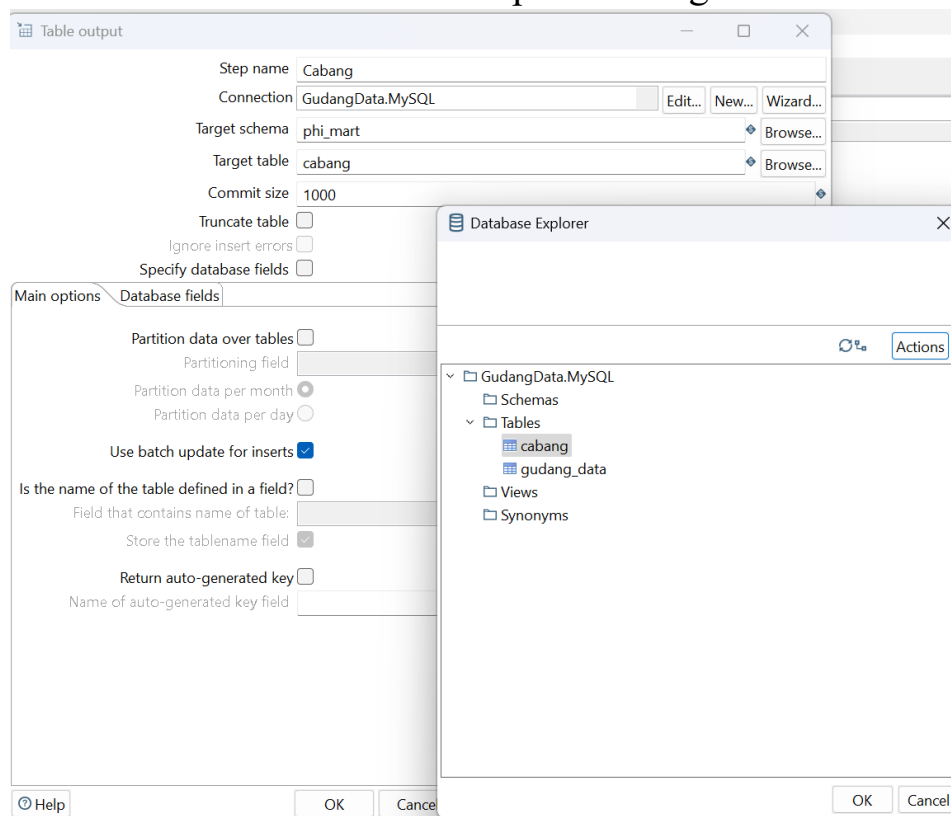 Table output
Step name Cabang
Connection GudangData.MySQL Edit... New... Wizard...
Target schema phi_mart Browse...
Target table cabang Browse...
Commit size 1000
Truncate table
Ignore insert errors
Specify database fields
Main options Database fields
Partition data over tables
Partitioning field
Partition data per month
Partition data per day
Use batch update for inserts
Is the name of the table defined in a field?
Field that contains name of table:
Store the tablename field
Return auto-generated key
Name of auto-generated key field
Help OK Cancel
Database Explorer
Actions
GudangData.MySQL
Schemas
Tables
cabang
gudang_data
Views
Synonyms
OK Cancel